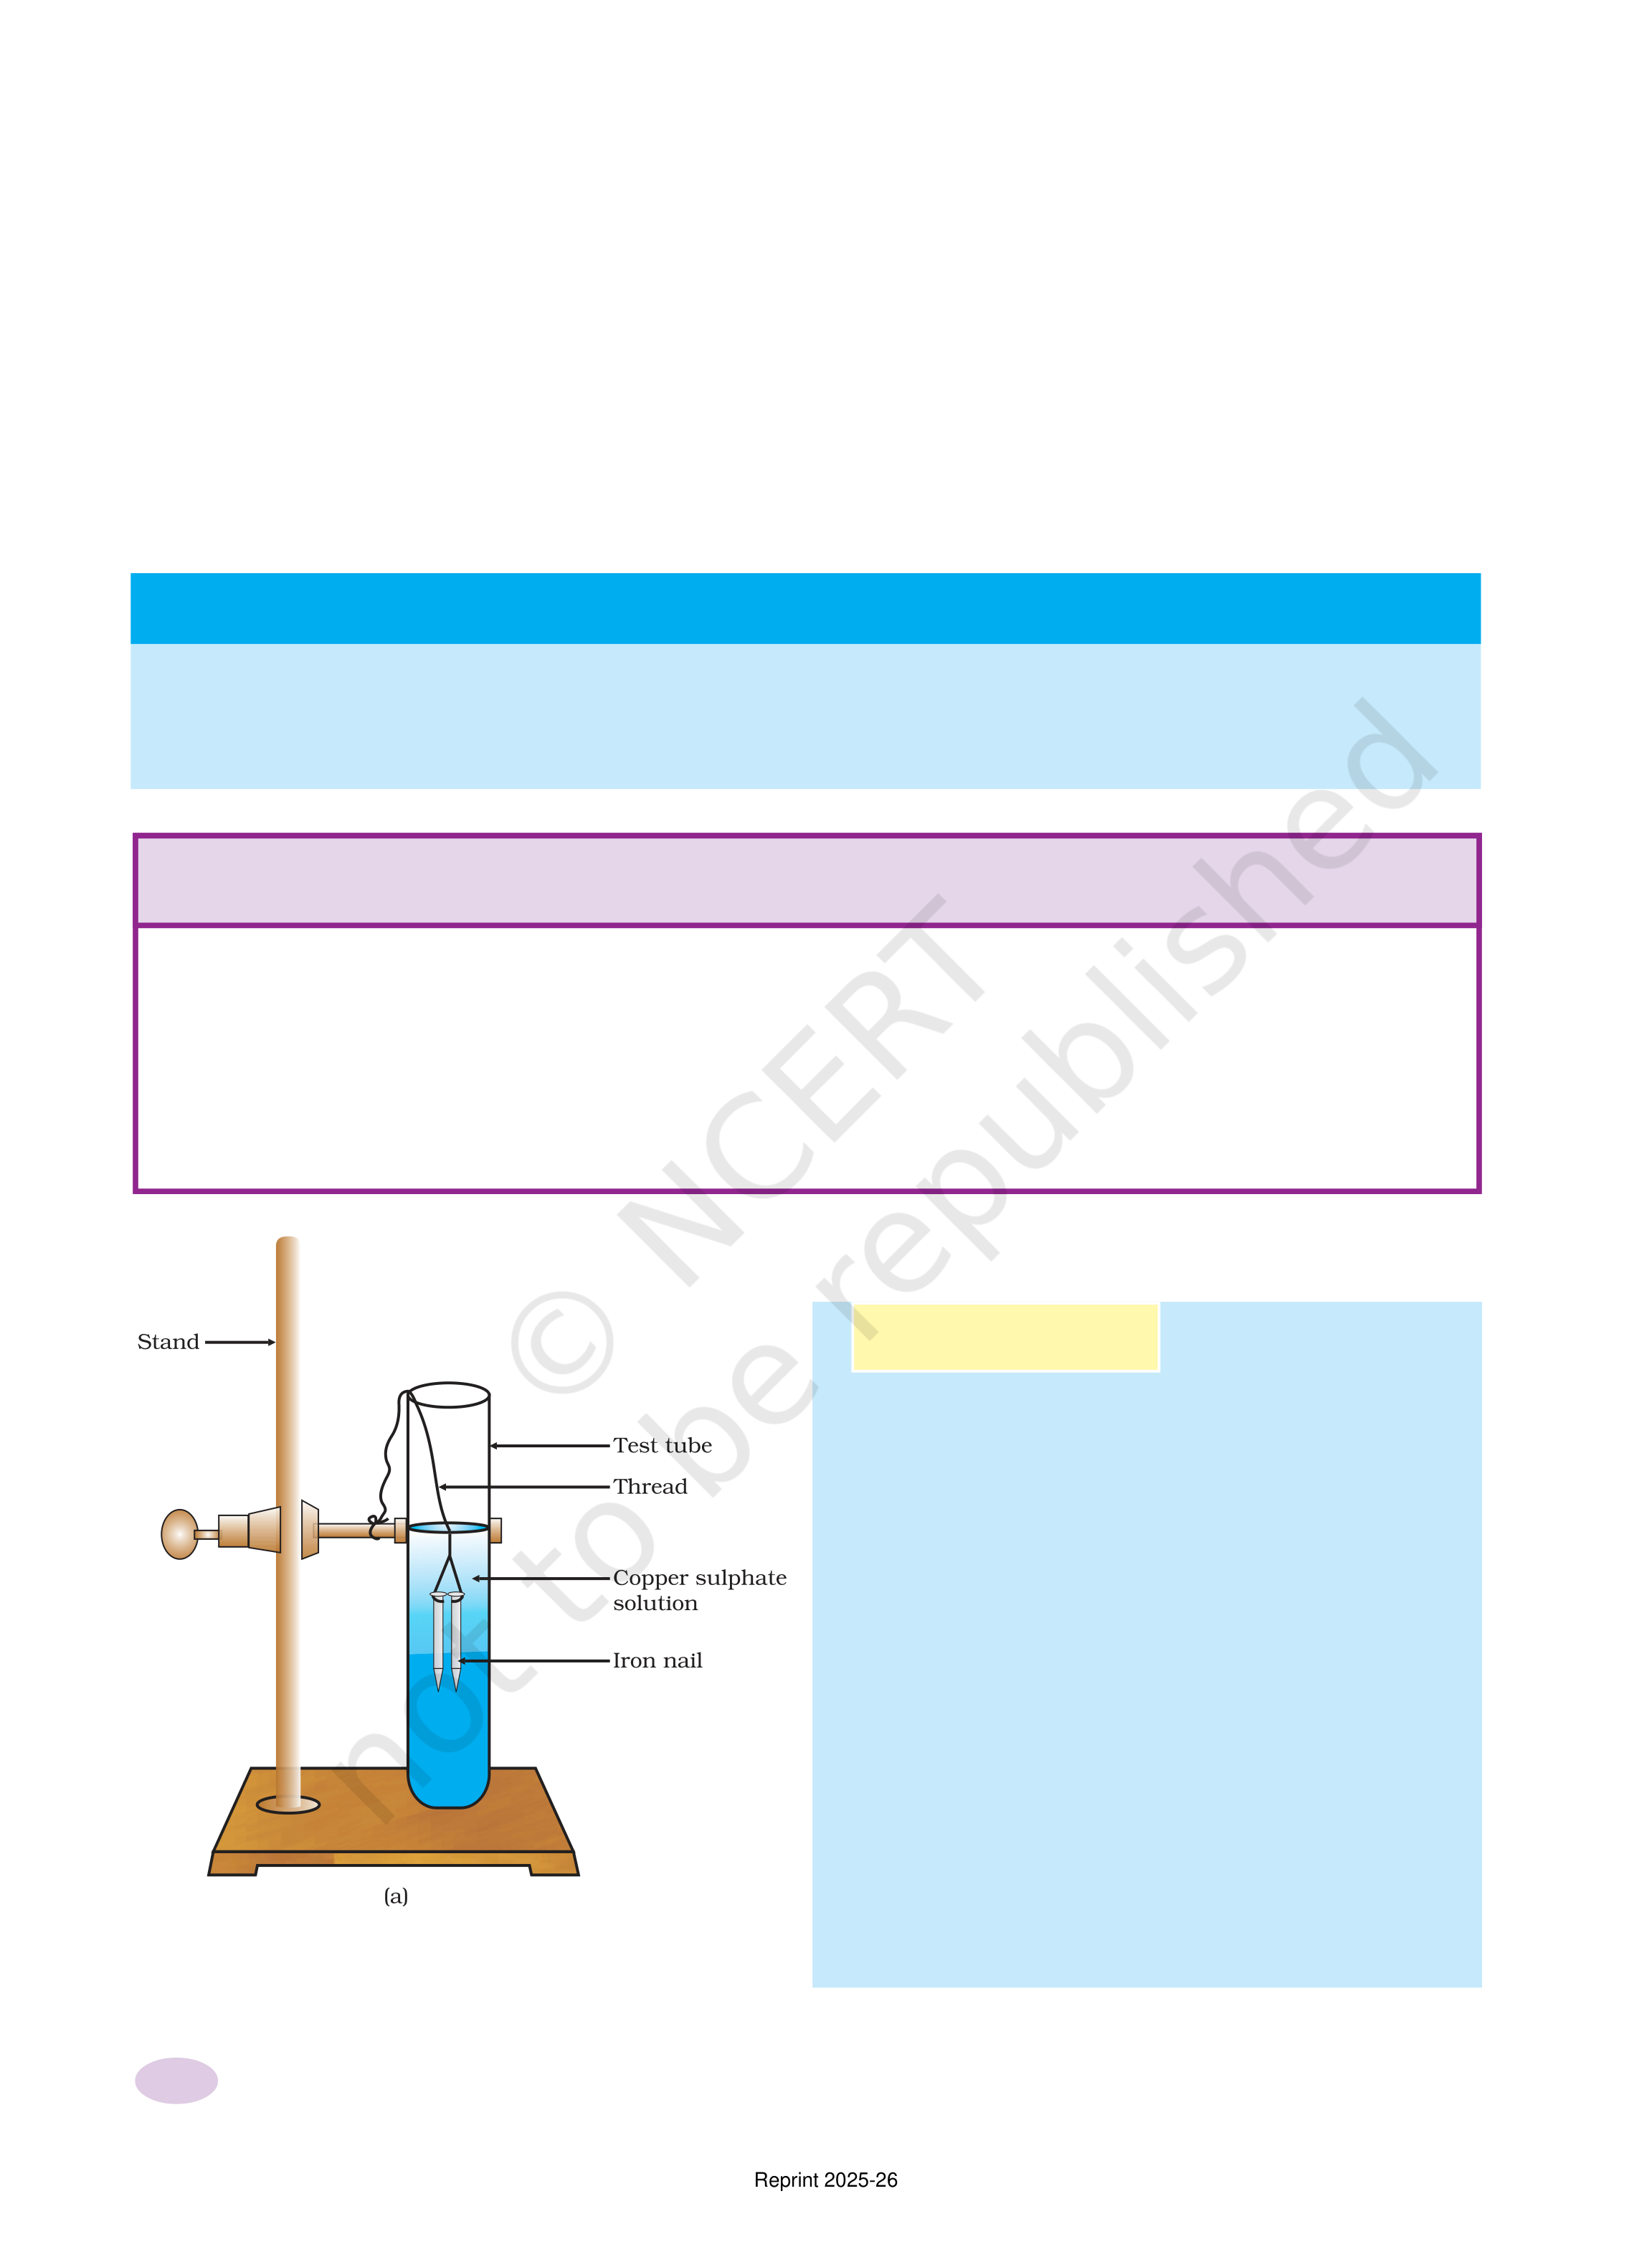 Stand
Test tube
Thread
Copper sulphate
solution
Iron nail
(a)
© NCERT
not to be republished
Reprint 2025-26